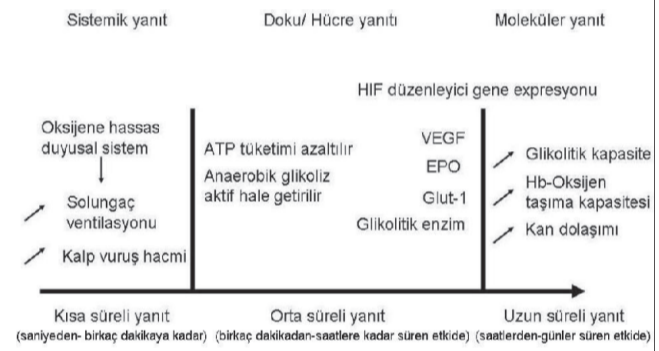 Sistemik yanıt
Doku/ Hücre yanıtı
Moleküler yanıt
HIF düzenleyici gene expresyonu
Oksijene hassas
duyusal sistem
Solungaç
ventilasyonu
Kalp vuruş hacmi
ATP tüketimi azaltılır
Anaerobik glikoliz
aktif hale getirilir
VEGF
EPO
Glut-1
Glikolitik enzim
Glikolitik kapasite
Hb-Oksijen
taşıma kapasitesi
Kan dolaşımı
Kısa süreli yanıt
(saniyeden- birkaç dakikaya kadar)
Orta süreli yanıt
(birkaç dakikadan-saatlere kadar süren etkide)
Uzun süreli yanıt
(saatlerden-günler süren etkide)